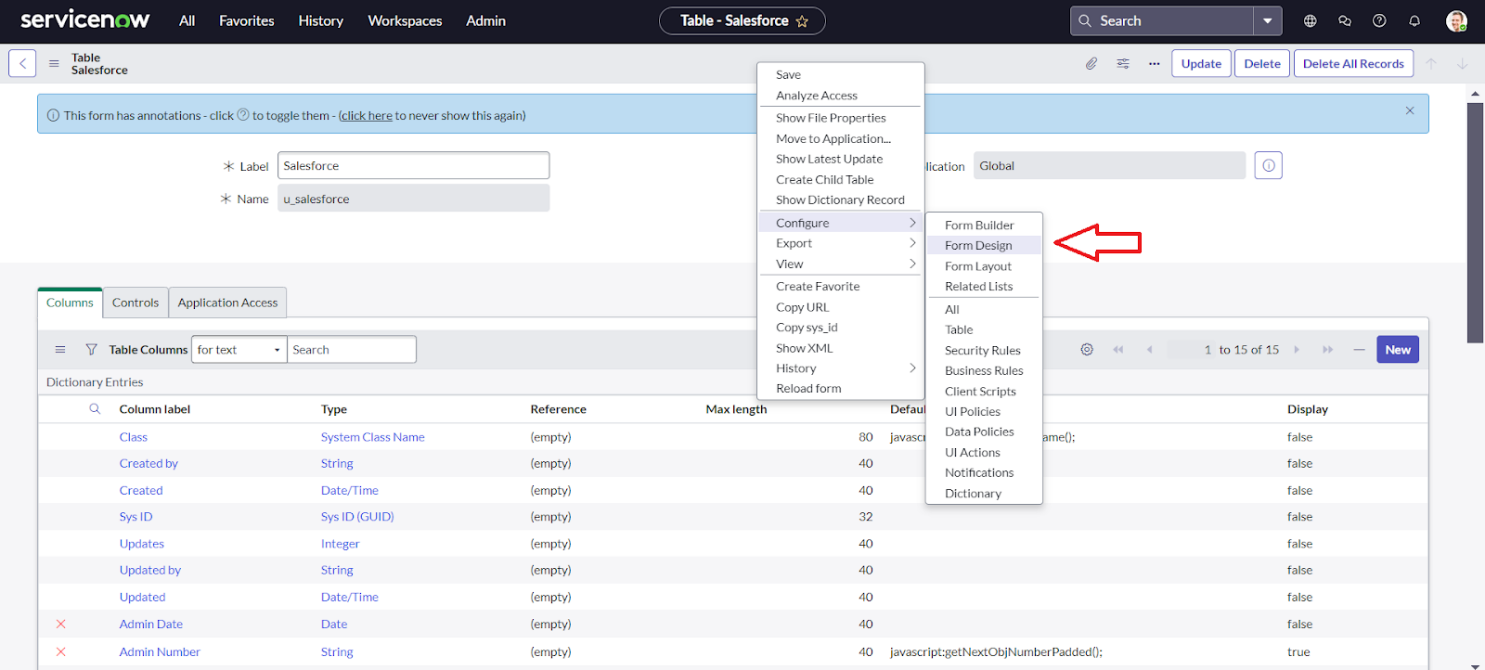 servicenow All Favorites History Workspaces Admin Table - Salesforce Search
Table
Salesforce
Update Delete Delete All Records
This form has annotations - click ? to toggle them - (click here to never show this again)
Label Salesforce
Name u_salesforce
lication Global
Save
Analyze Access
Show File Properties
Move to Application...
Show Latest Update
Create Child Table
Show Dictionary Record
Configure
Export
View
Create Favorite
Copy URL
Copy sys_id
Show XML
History
Reload form
Form Builder
Form Design
Form Layout
Related Lists
All
Table
Security Rules
Business Rules
Client Scripts
UI Policies
Data Policies
UI Actions
Notifications
Dictionary
Columns Controls Application Access
Table Columns for text Search 1 to 15 of 15 New
Dictionary Entries
Column label Type Reference Max length Defaul Display
Class System Class Name (empty) 80 javasc ame(); false
Created by String (empty) 40 false
Created Date/Time (empty) 40 false
Sys ID Sys ID (GUID) (empty) 32 false
Updates Integer (empty) 40 false
Updated by String (empty) 40 false
Updated Date/Time (empty) 40 false
Admin Date Date (empty) 40 false
Admin Number String (empty) 40 javascript:getNextObjNumberPadded(); true